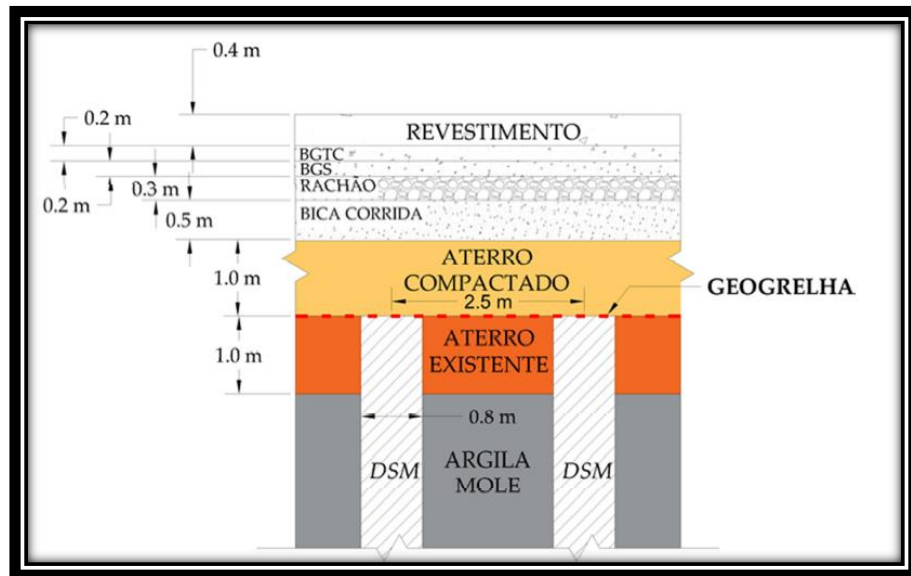 0.4 m
REVESTIMENTO
0.2 m
BGTC
BGS
0.3 m
RACHÃO
0.2 m
0.5 m
BICA CORRIDA
ATERRO
COMPACTADO
1.0 m
2.5 m
GEOGRELHA
ATERRO
EXISTENTE
1.0 m
0.8 m
DSM
ARGILA
MOLE
DSM